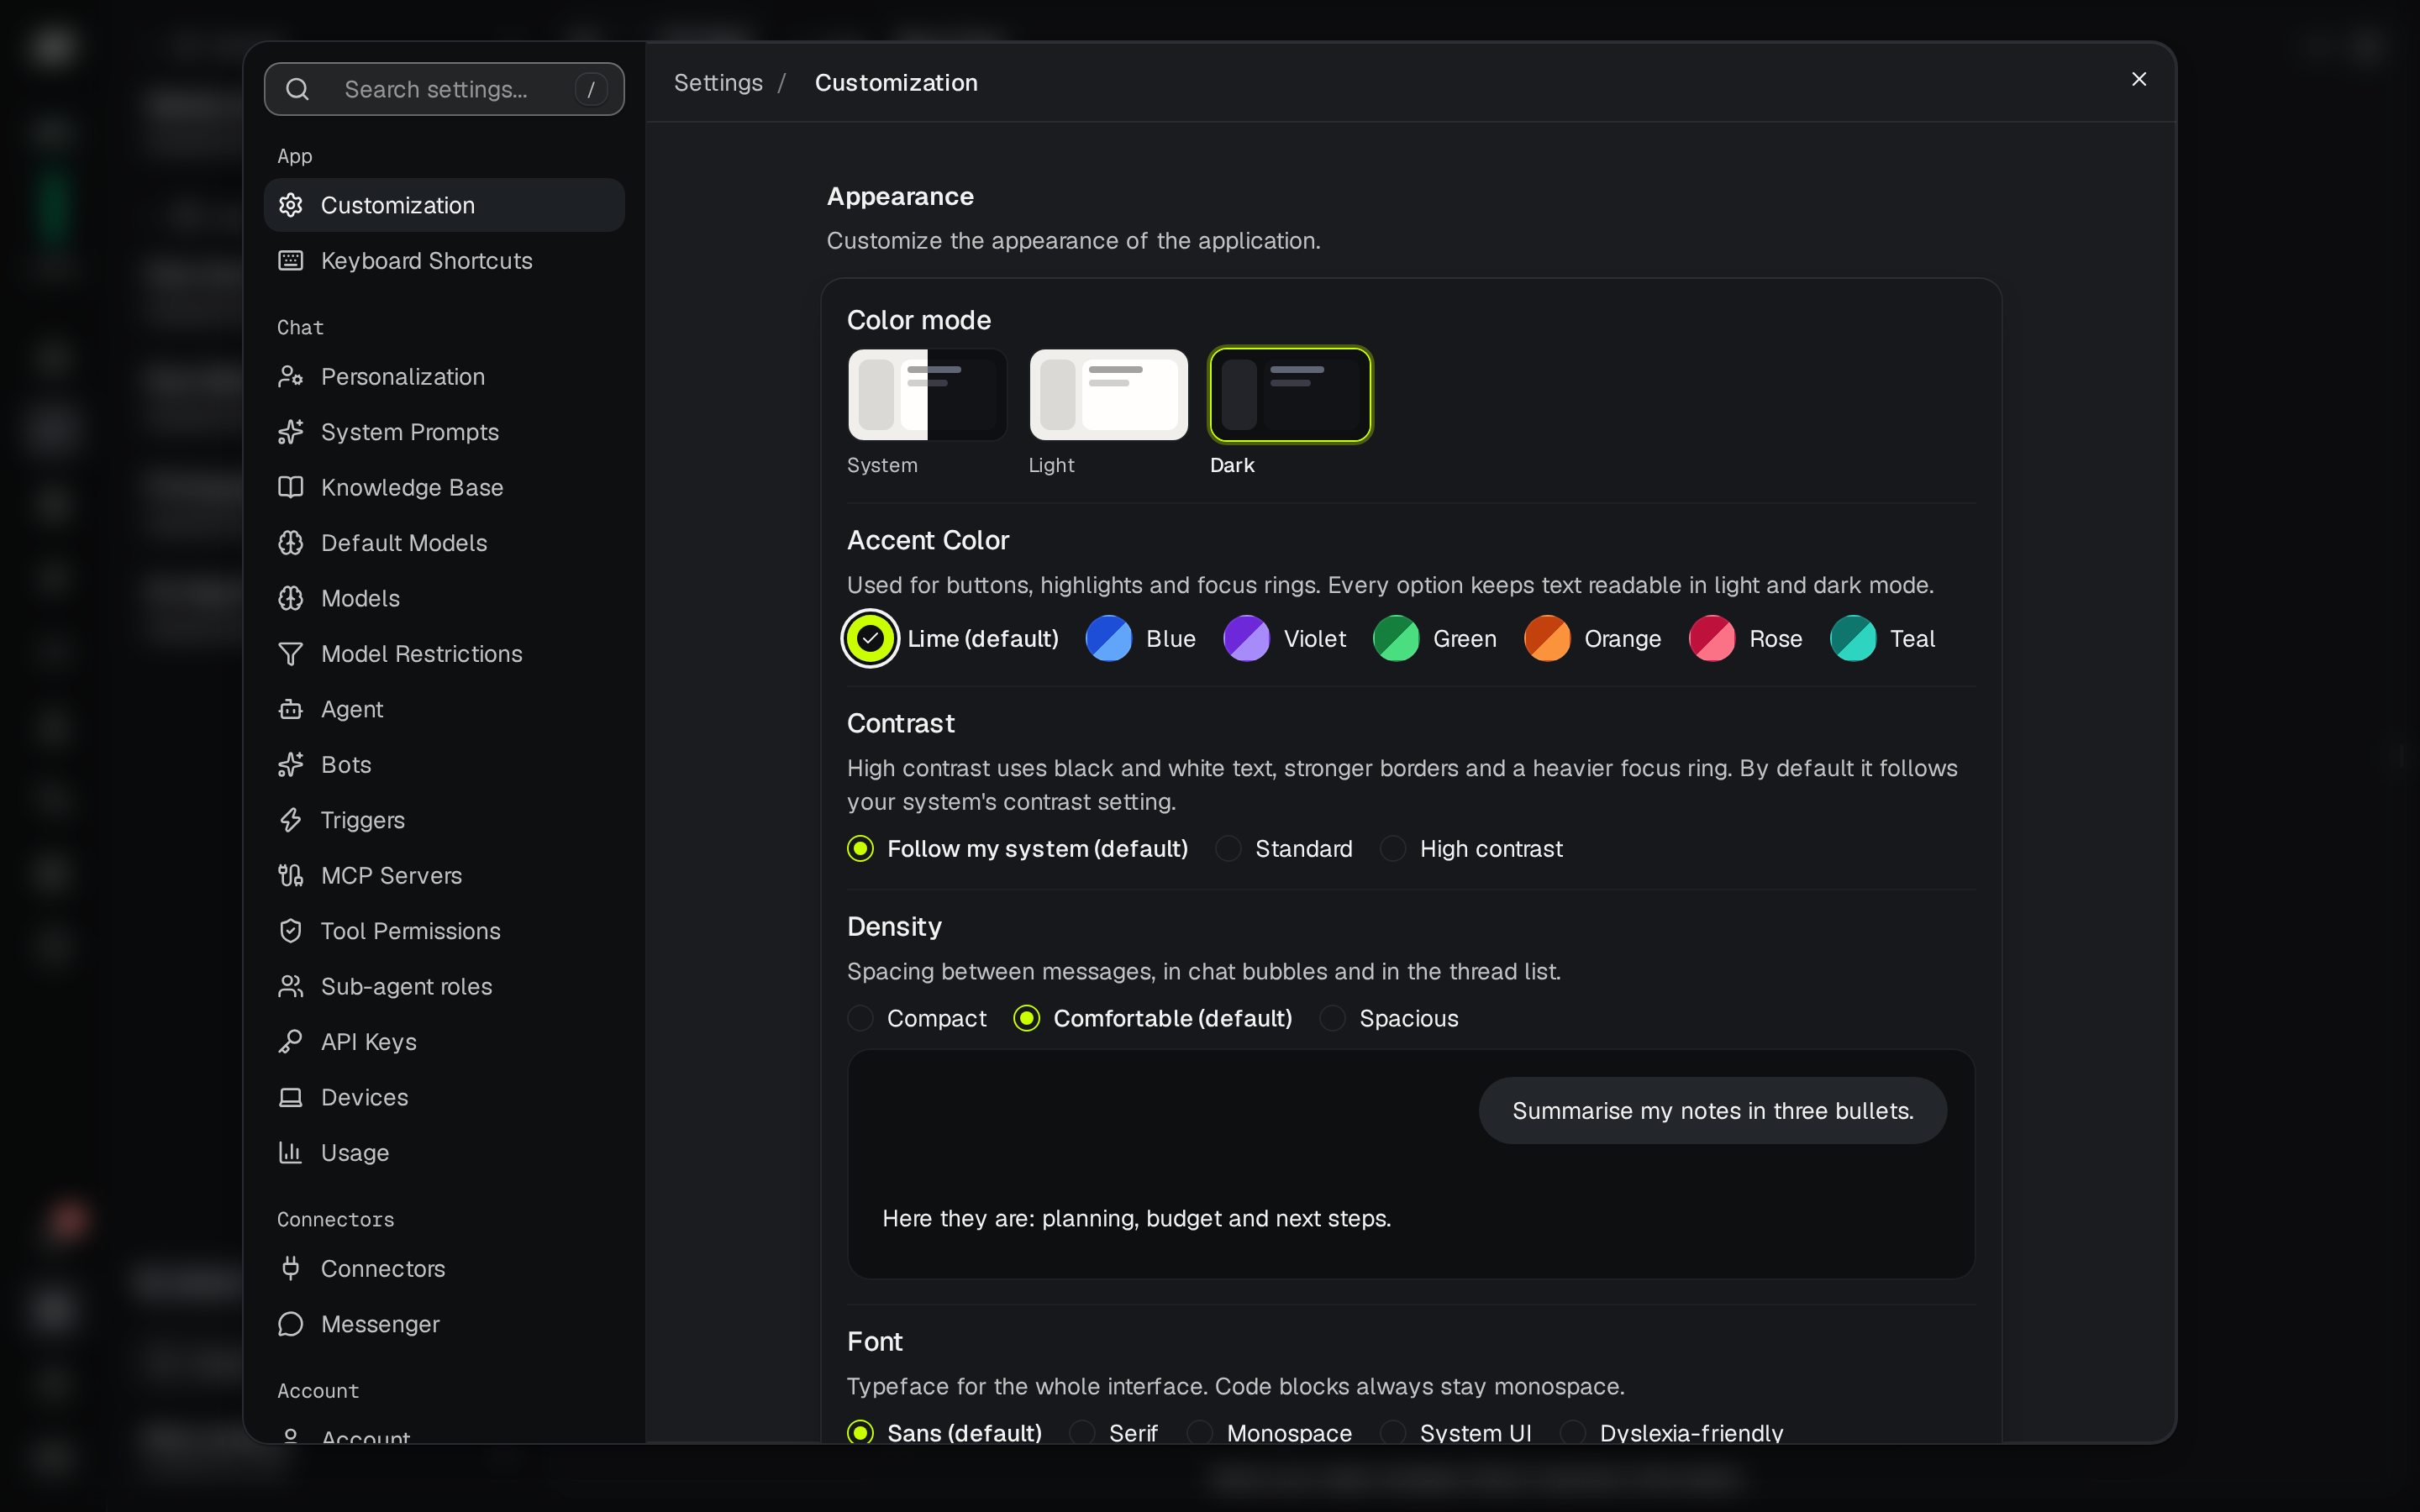 Search settings...
/
App
Customization
Keyboard Shortcuts
Chat
Personalization
System Prompts
Knowledge Base
Default Models
Models
Model Restrictions
Agent
Bots
Triggers
MCP Servers
Tool Permissions
Sub-agent roles
API Keys
Devices
Usage
Connectors
Connectors
Messenger
Account
Account
Settings / Customization
Appearance
Customize the appearance of the application.
Color mode
System Light Dark
Accent Color
Used for buttons, highlights and focus rings. Every option keeps text readable in light and dark mode.
Lime (default) Blue Violet Green Orange Rose Teal
Contrast
High contrast uses black and white text, stronger borders and a heavier focus ring. By default it follows
your system's contrast setting.
Follow my system (default) Standard High contrast
Density
Spacing between messages, in chat bubbles and in the thread list.
Compact Comfortable (default) Spacious
Summarise my notes in three bullets.
Here they are: planning, budget and next steps.
Font
Typeface for the whole interface. Code blocks always stay monospace.
Sans (default) Serif Monospace System UI Dyslexia-friendly